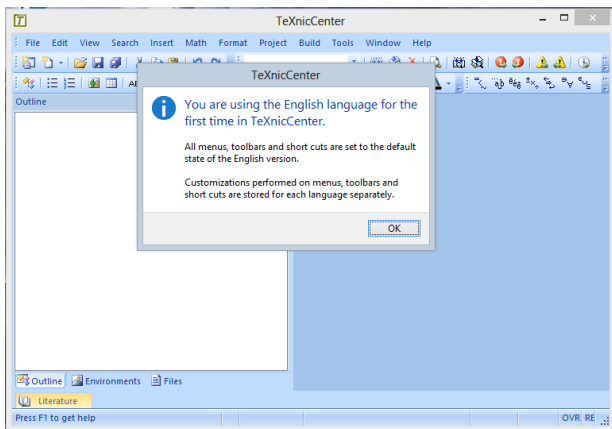 TeXnicCenter
File Edit View Search Insert Math Format Project Build Tools Window Help
TeXnicCenter
Outline
You are using the English language for the
first time in TeXnicCenter.
All menus, toolbars and short cuts are set to the default
state of the English version.
Customizations performed on menus, toolbars and
short cuts are stored for each language separately.
OK
Outline Environments Files
Literature
Press F1 to get help OVR RE